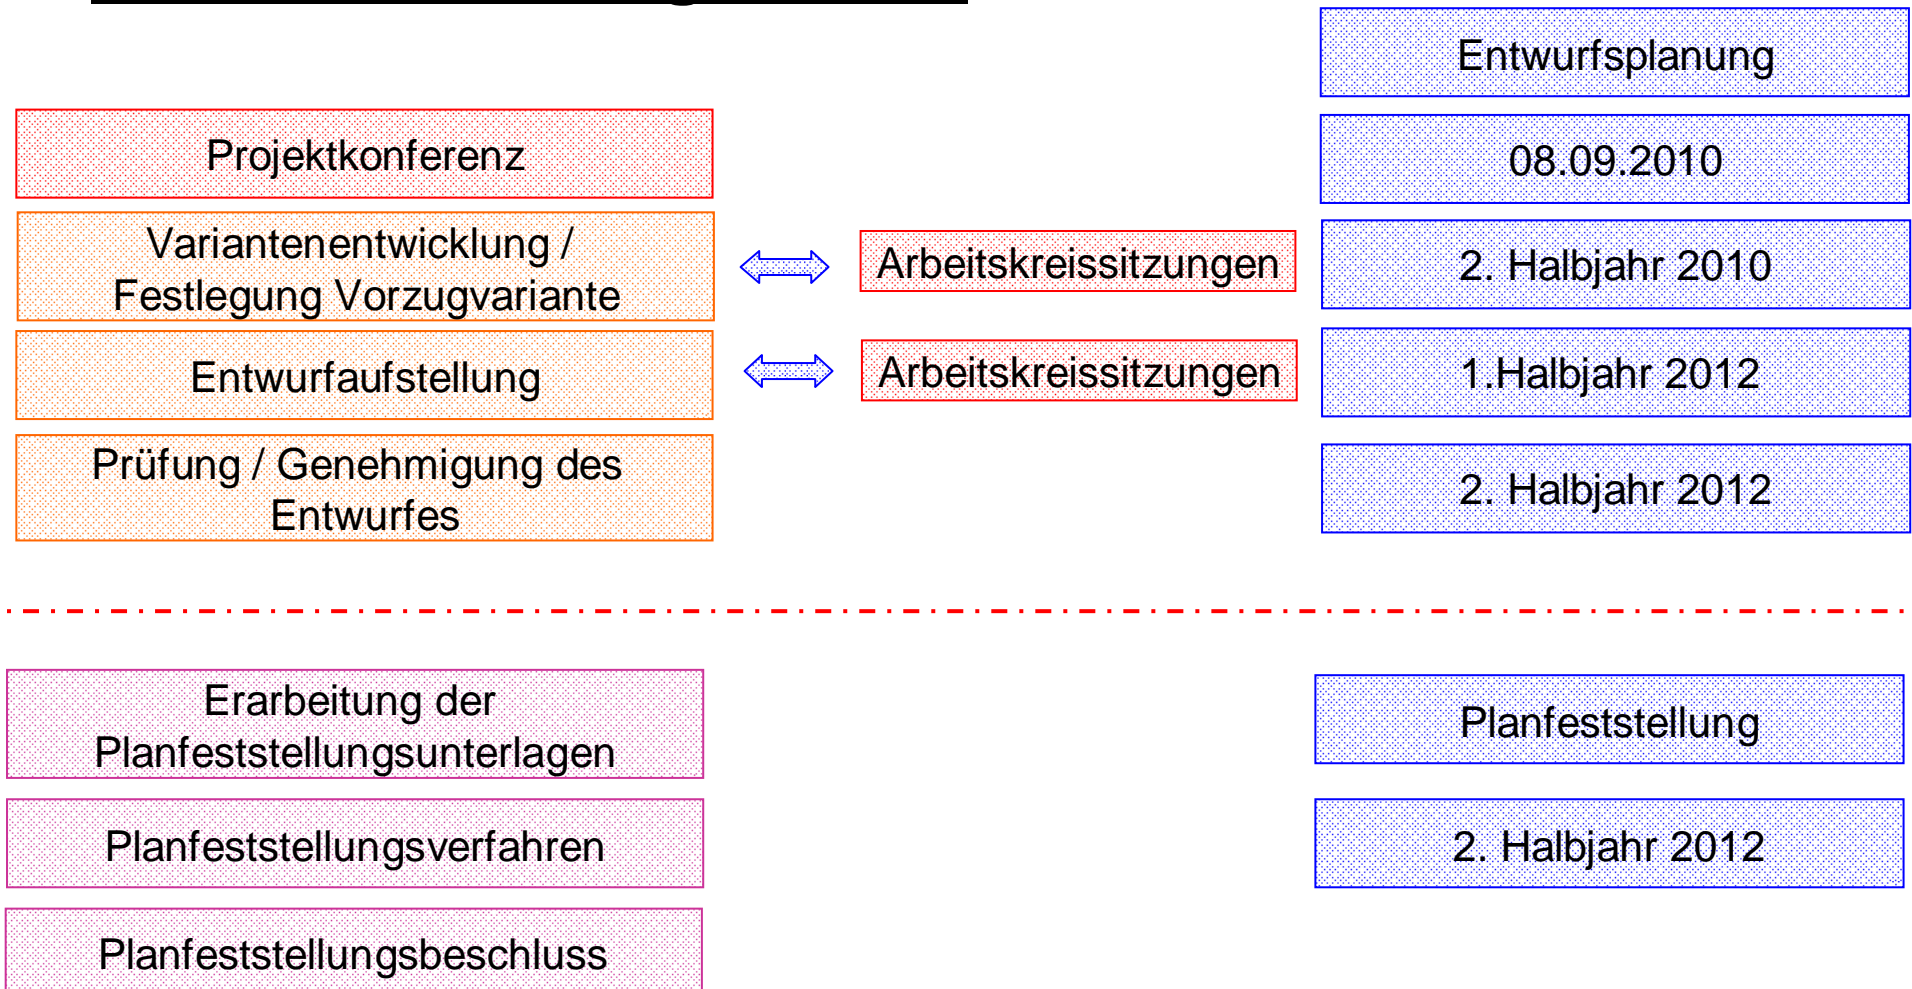 Entwurfsplanung
Projektkonferenz
08.09.2010
Variantenentwicklung /
Festlegung Vorzugvariante
Arbeitskreissitzungen
2. Halbjahr 2010
Entwurfaufstellung
Arbeitskreissitzungen
1.Halbjahr 2012
Prüfung / Genehmigung des
Entwurfes
2. Halbjahr 2012
Erarbeitung der
Planfeststellungsunterlagen
Planfeststellung
Planfeststellungsverfahren
2. Halbjahr 2012
Planfeststellungsbeschluss